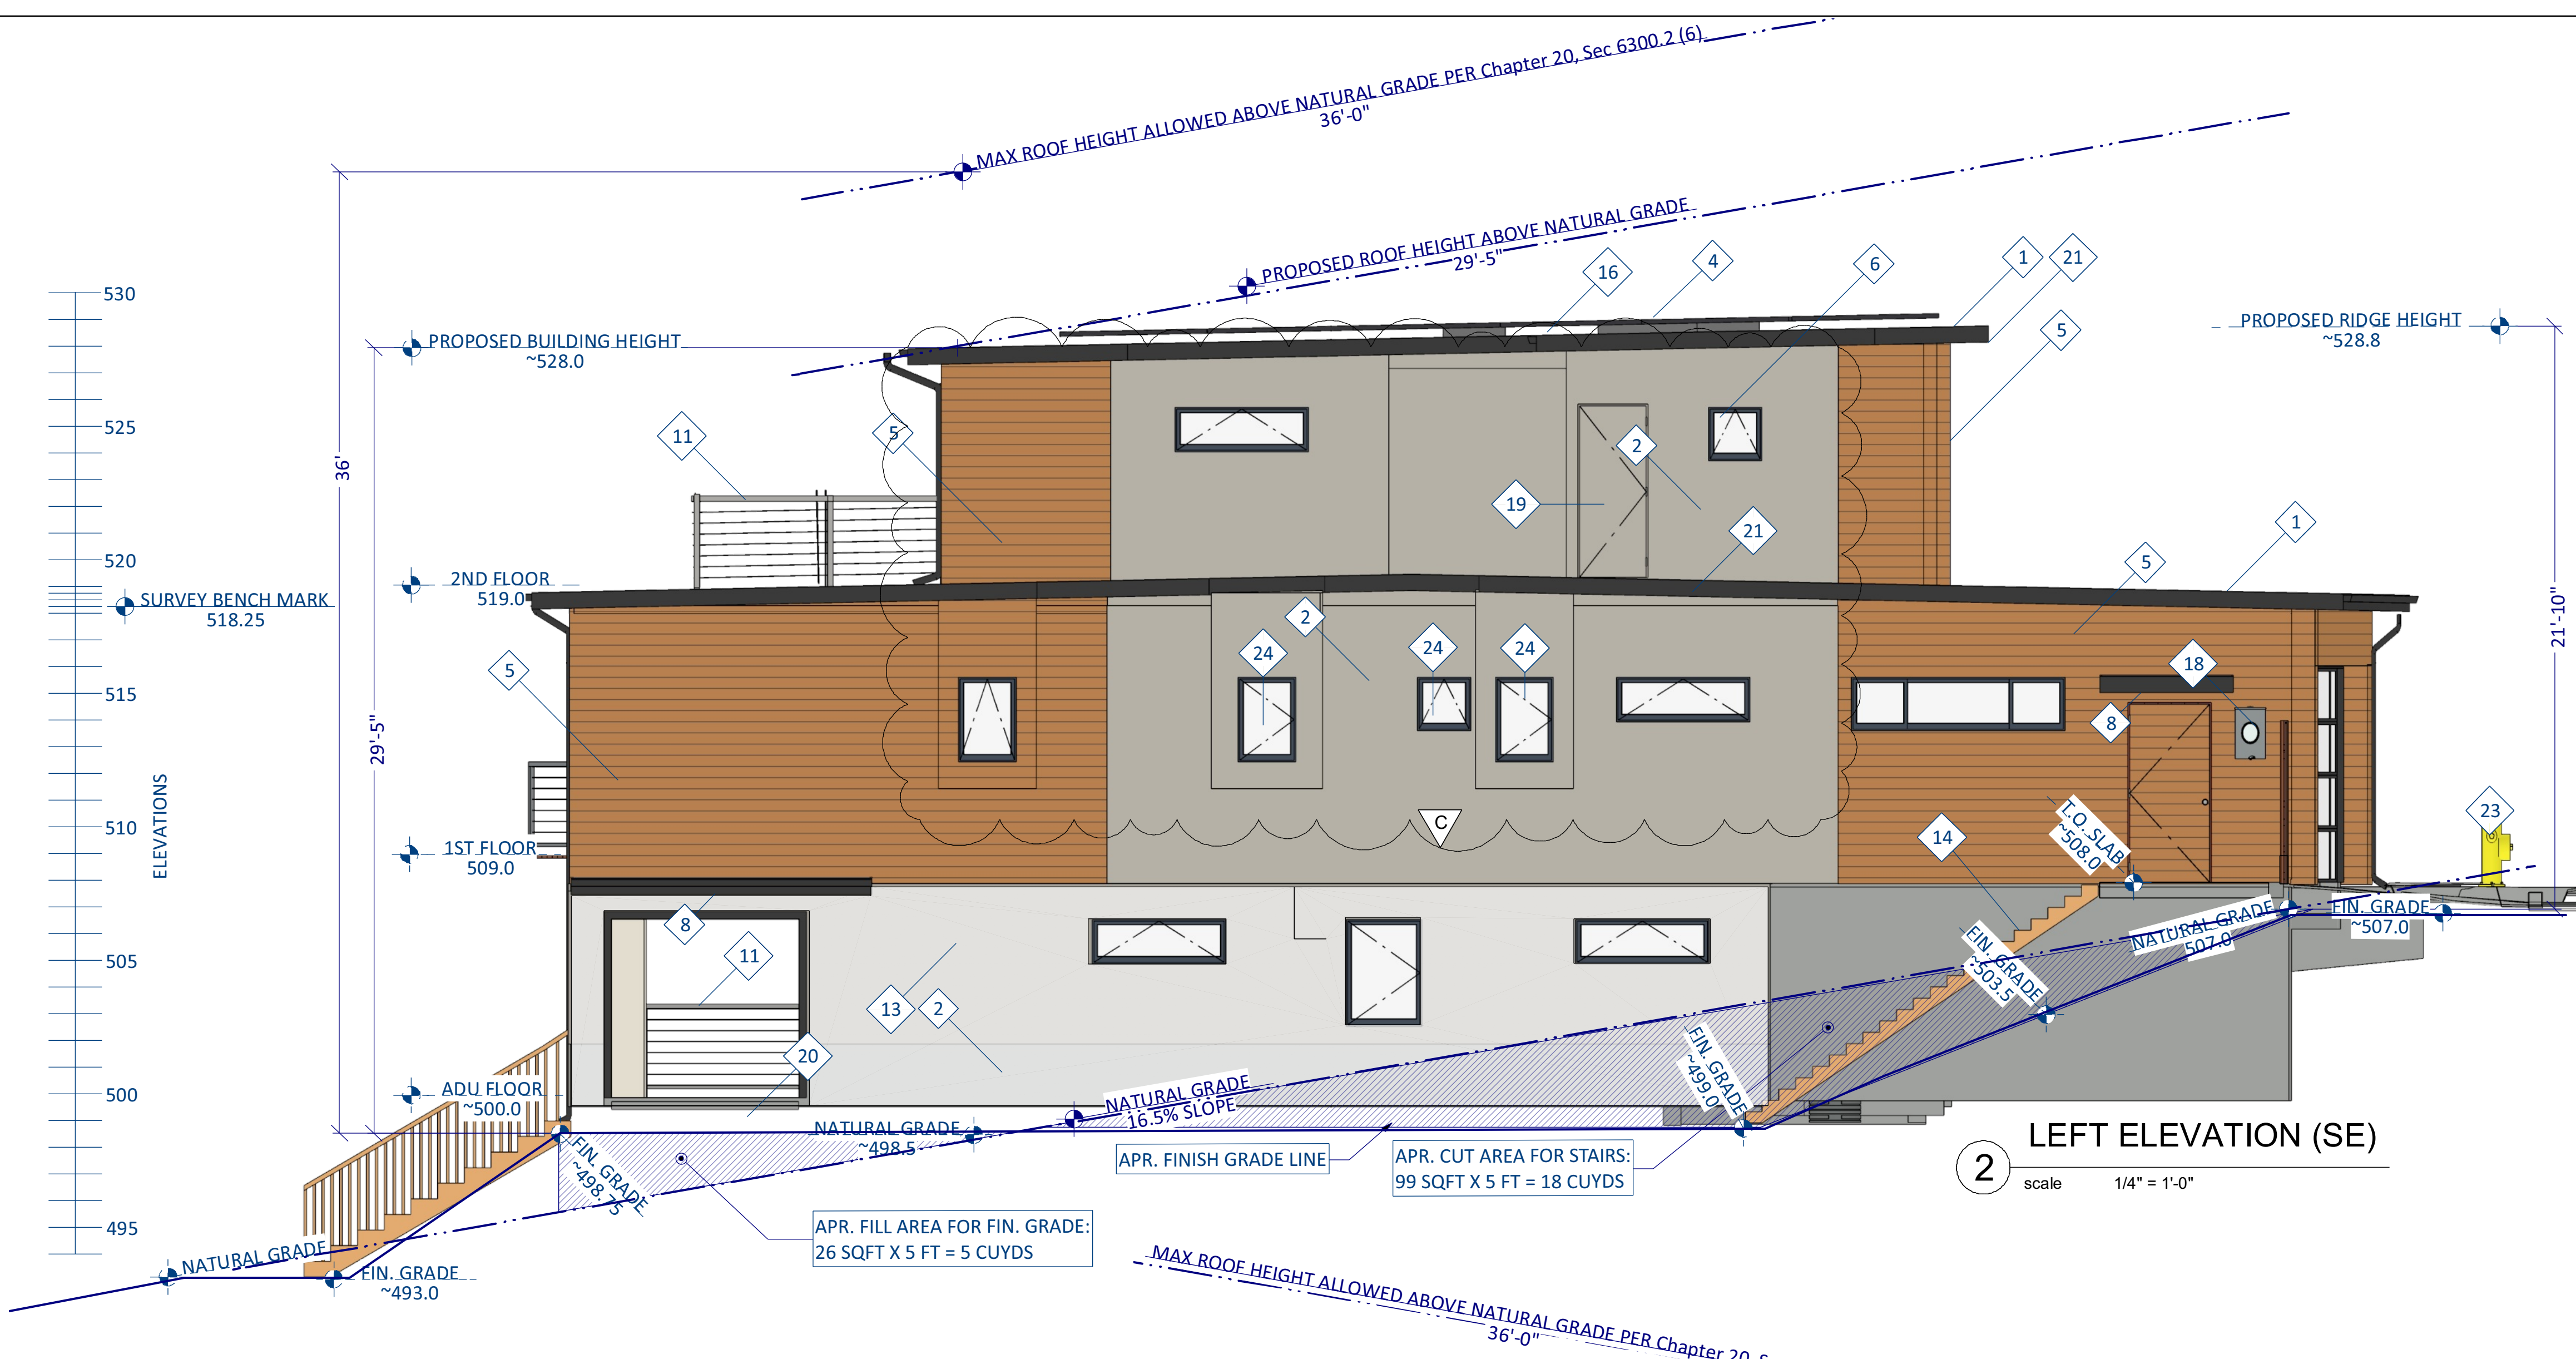 MAX ROOF HEIGHT ALLOWED ABOVE NATURAL GRADE PER Chapter 20, Sec 6300.2 (6)
36'-0"
PROPOSED ROOF HEIGHT ABOVE NATURAL GRADE
29'-5"
16
4
6
1
21
5
530
PROPOSED BUILDING HEIGHT
~528.0
PROPOSED RIDGE HEIGHT
~528.8
525
11
5
2
36'
19
21
1
520
2ND FLOOR
519.0
5
SURVEY BENCH MARK
518.25
21'-10"
2
24
24
24
18
5
515
8
29'-5"
ELEVATIONS
510
1ST FLOOR
509.0
C
14
T.O. SLAB
~508.0
23
8
11
505
13
2
FIN. GRADE
~503.5
NATURAL GRADE
507.0
FIN. GRADE
~507.0
20
500
ADU FLOOR
~500.0
NATURAL GRADE
16.5% SLOPE
FIN. GRADE
~499.0
NATURAL GRADE
~498.5
FIN. GRADE
~498.75
APR. FINISH GRADE LINE
APR. CUT AREA FOR STAIRS:
99 SQFT X 5 FT = 18 CUYDS
2
LEFT ELEVATION (SE)
scale 1/4" = 1'-0"
495
APR. FILL AREA FOR FIN. GRADE:
26 SQFT X 5 FT = 5 CUYDS
NATURAL GRADE
FIN. GRADE
~493.0
MAX ROOF HEIGHT ALLOWED ABOVE NATURAL GRADE PER Chapter 20, S
36'-0"